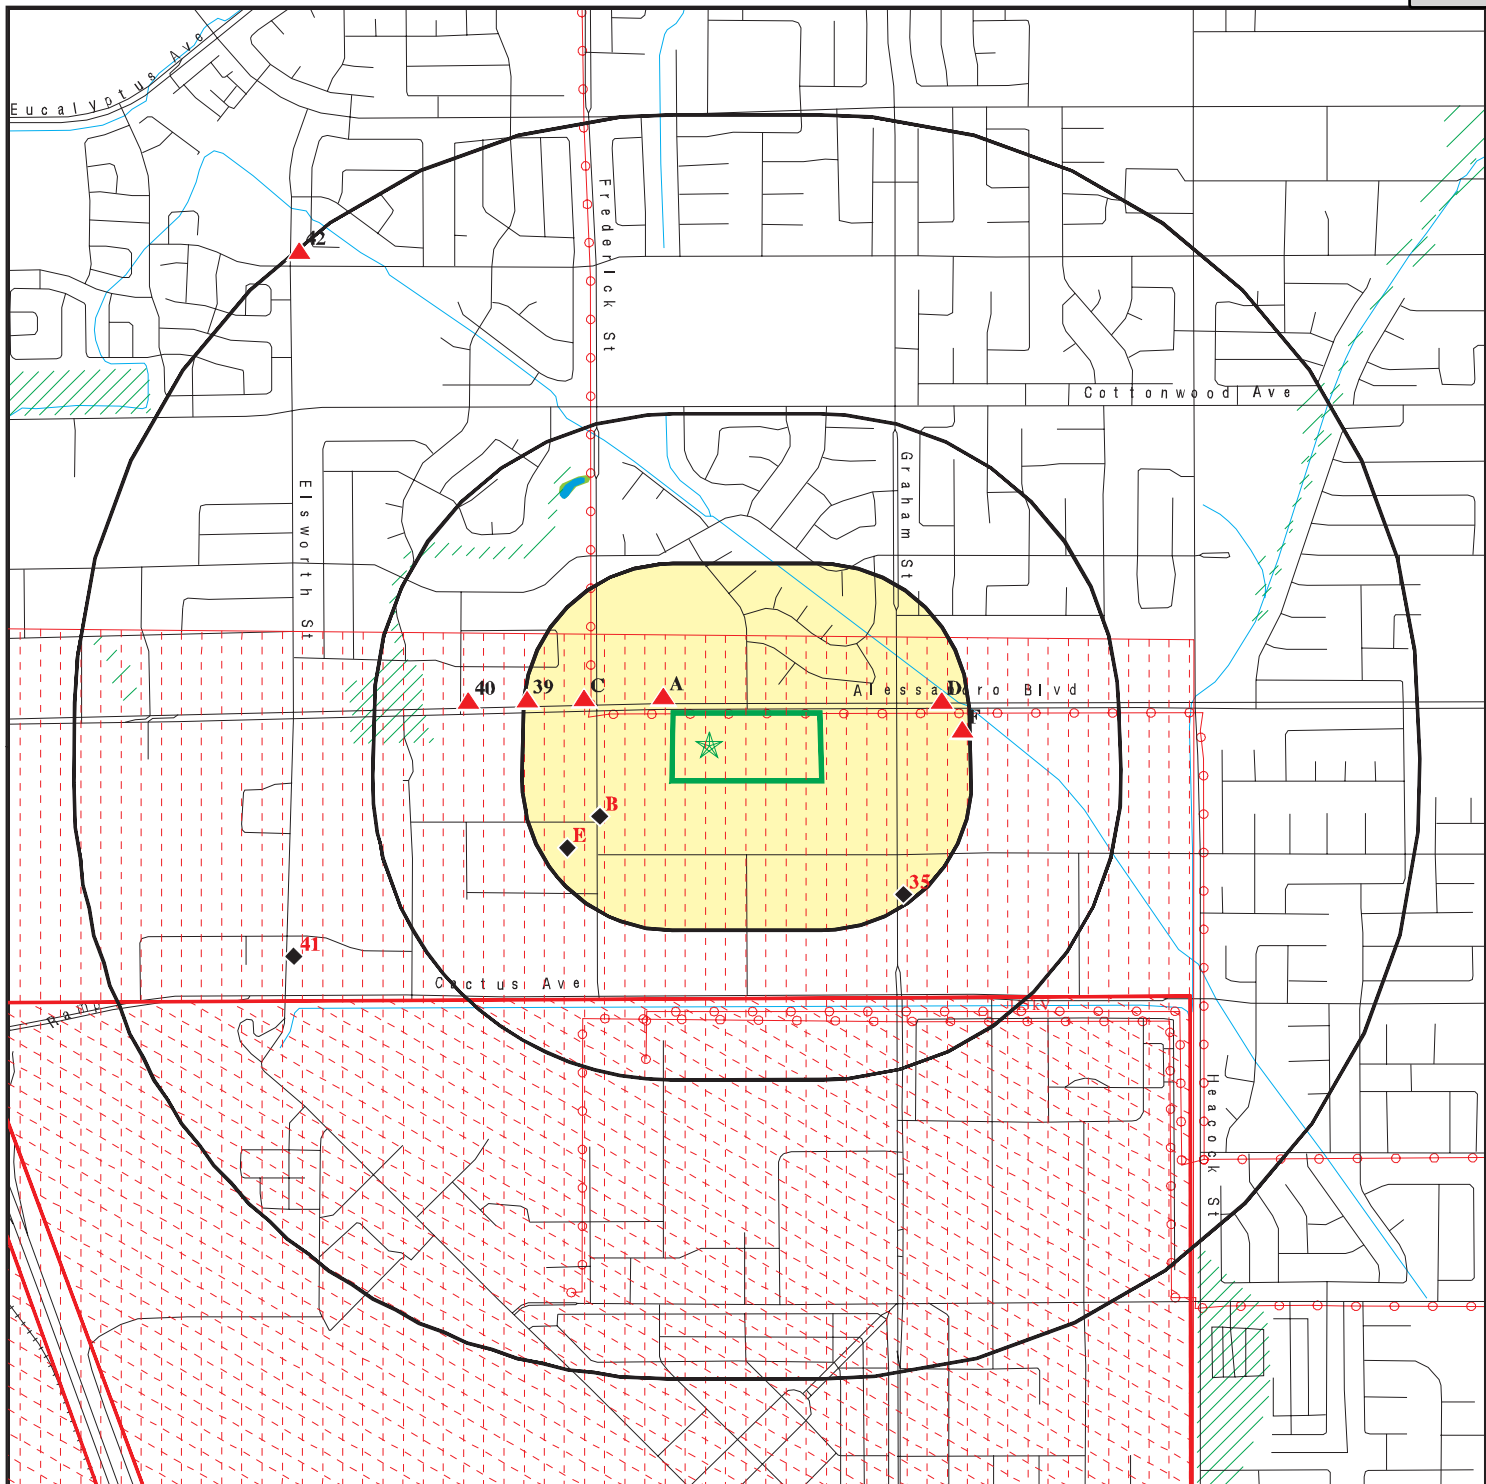 Eucalyptus Ave
Frederick St
42
Cottonwood Ave
Elsworth St
Graham St
40
39
C
A
D
Alessandro Blvd
F
B
E
35
41
Cactus Ave
Ramp
Heacock St